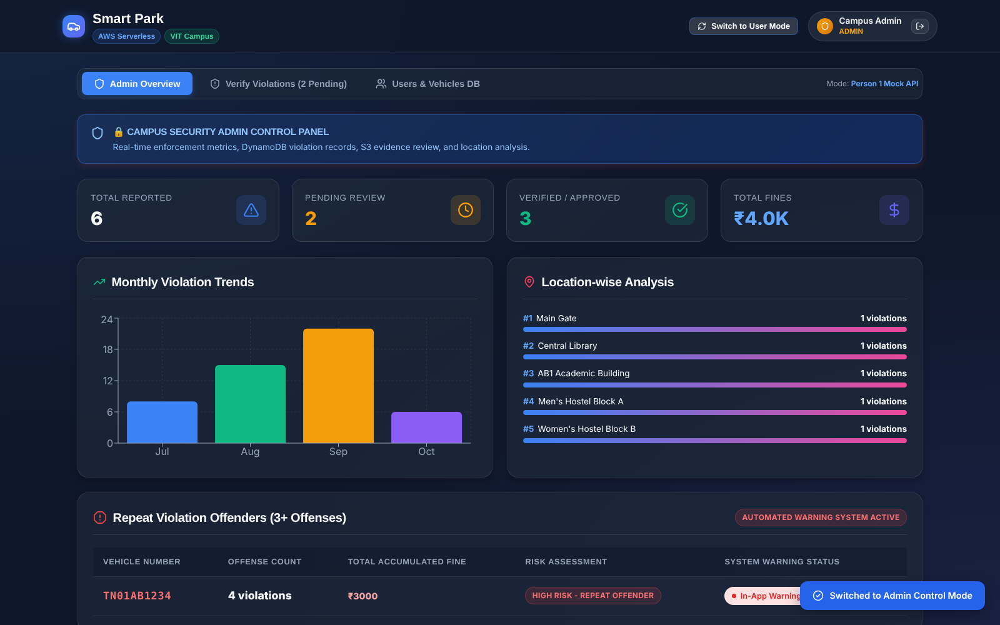 Smart Park
AWS Serverless
VIT Campus
Switch to User Mode
Campus Admin
ADMIN
Admin Overview
Verify Violations (2 Pending)
Users & Vehicles DB
Mode: Person 1 Mock API
🔒 CAMPUS SECURITY ADMIN CONTROL PANEL
Real-time enforcement metrics, DynamoDB violation records, S3 evidence review, and location analysis.
TOTAL REPORTED
6
PENDING REVIEW
2
VERIFIED / APPROVED
3
TOTAL FINES
₹4.0K
Monthly Violation Trends
24
18
12
6
0
Jul
Aug
Sep
Oct
Location-wise Analysis
#1 Main Gate
1 violations
#2 Central Library
1 violations
#3 AB1 Academic Building
1 violations
#4 Men's Hostel Block A
1 violations
#5 Women's Hostel Block B
1 violations
Repeat Violation Offenders (3+ Offenses)
AUTOMATED WARNING SYSTEM ACTIVE
VEHICLE NUMBER
OFFENSE COUNT
TOTAL ACCUMULATED FINE
RISK ASSESSMENT
SYSTEM WARNING STATUS
TN01AB1234
4 violations
₹3000
HIGH RISK - REPEAT OFFENDER
In-App Warning
Switched to Admin Control Mode